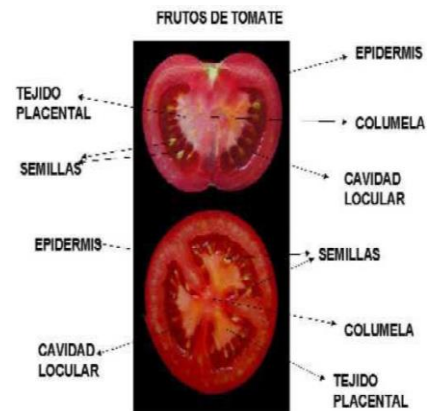 FRUTOS DE TOMATE
EPIDERMIS
TEJIDO
PLACENTAL
COLUMELA
SEMILLAS
CAVIDAD
LOCULAR
EPIDERMIS
SEMILLAS
COLUMELA
CAVIDAD
LOCULAR
TEJIDO
PLACENTAL